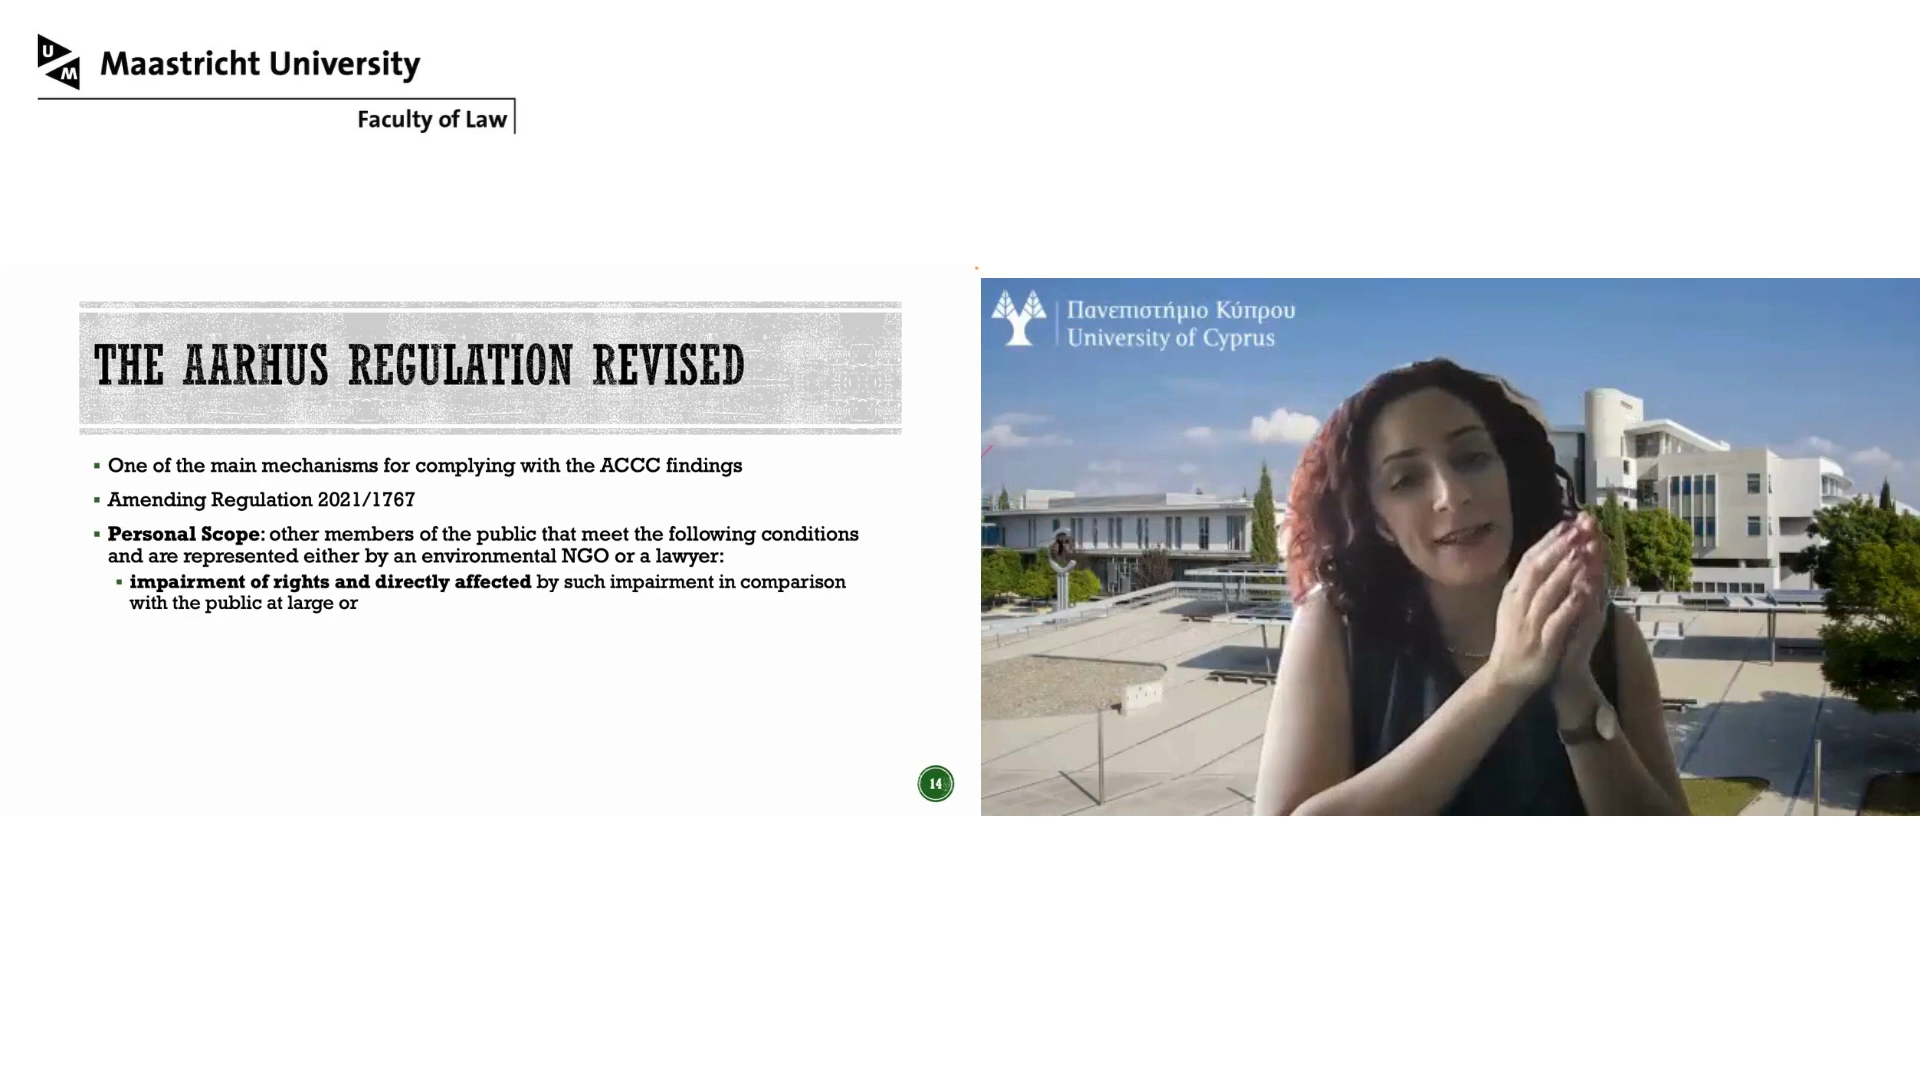 U
M
Maastricht University
Faculty of Law
THE AARHUS REGULATION REVISED
▪ One of the main mechanisms for complying with the ACCC findings
▪ Amending Regulation 2021/1767
▪ Personal Scope: other members of the public that meet the following conditions
and are represented either by an environmental NGO or a lawyer:
▪ impairment of rights and directly affected by such impairment in comparison
with the public at large or
14
Πανεπιστήμιο Κύπρου
University of Cyprus